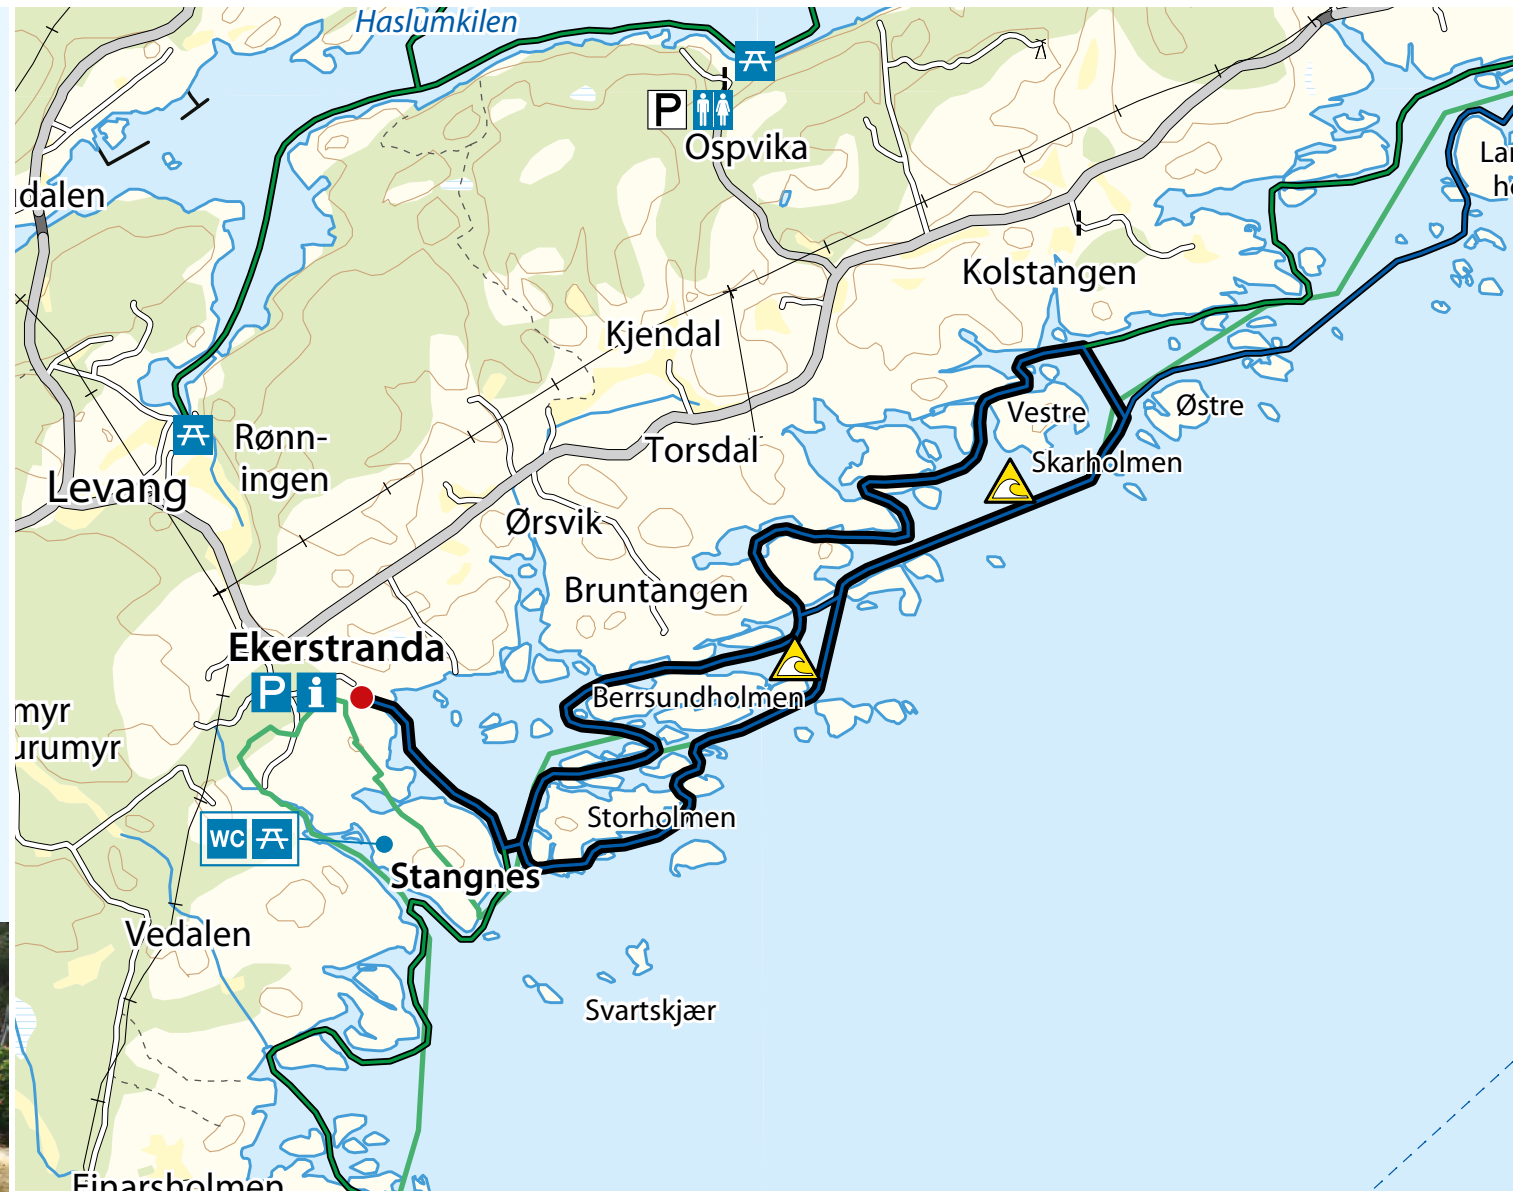 Haslumkilen
P
Ospvika
dalen
La
h
Kolstangen
Kjendal
Vestre
Østre
Rønn-
ingen
Torsdal
Skarholmen
Levang
Ørsvik
Bruntangen
Ekerstranda
P i
Berrsundholmen
myr
urumyr
Storholmen
WC
Stangnes
Vedalen
Svartskjær
Einarsholmen